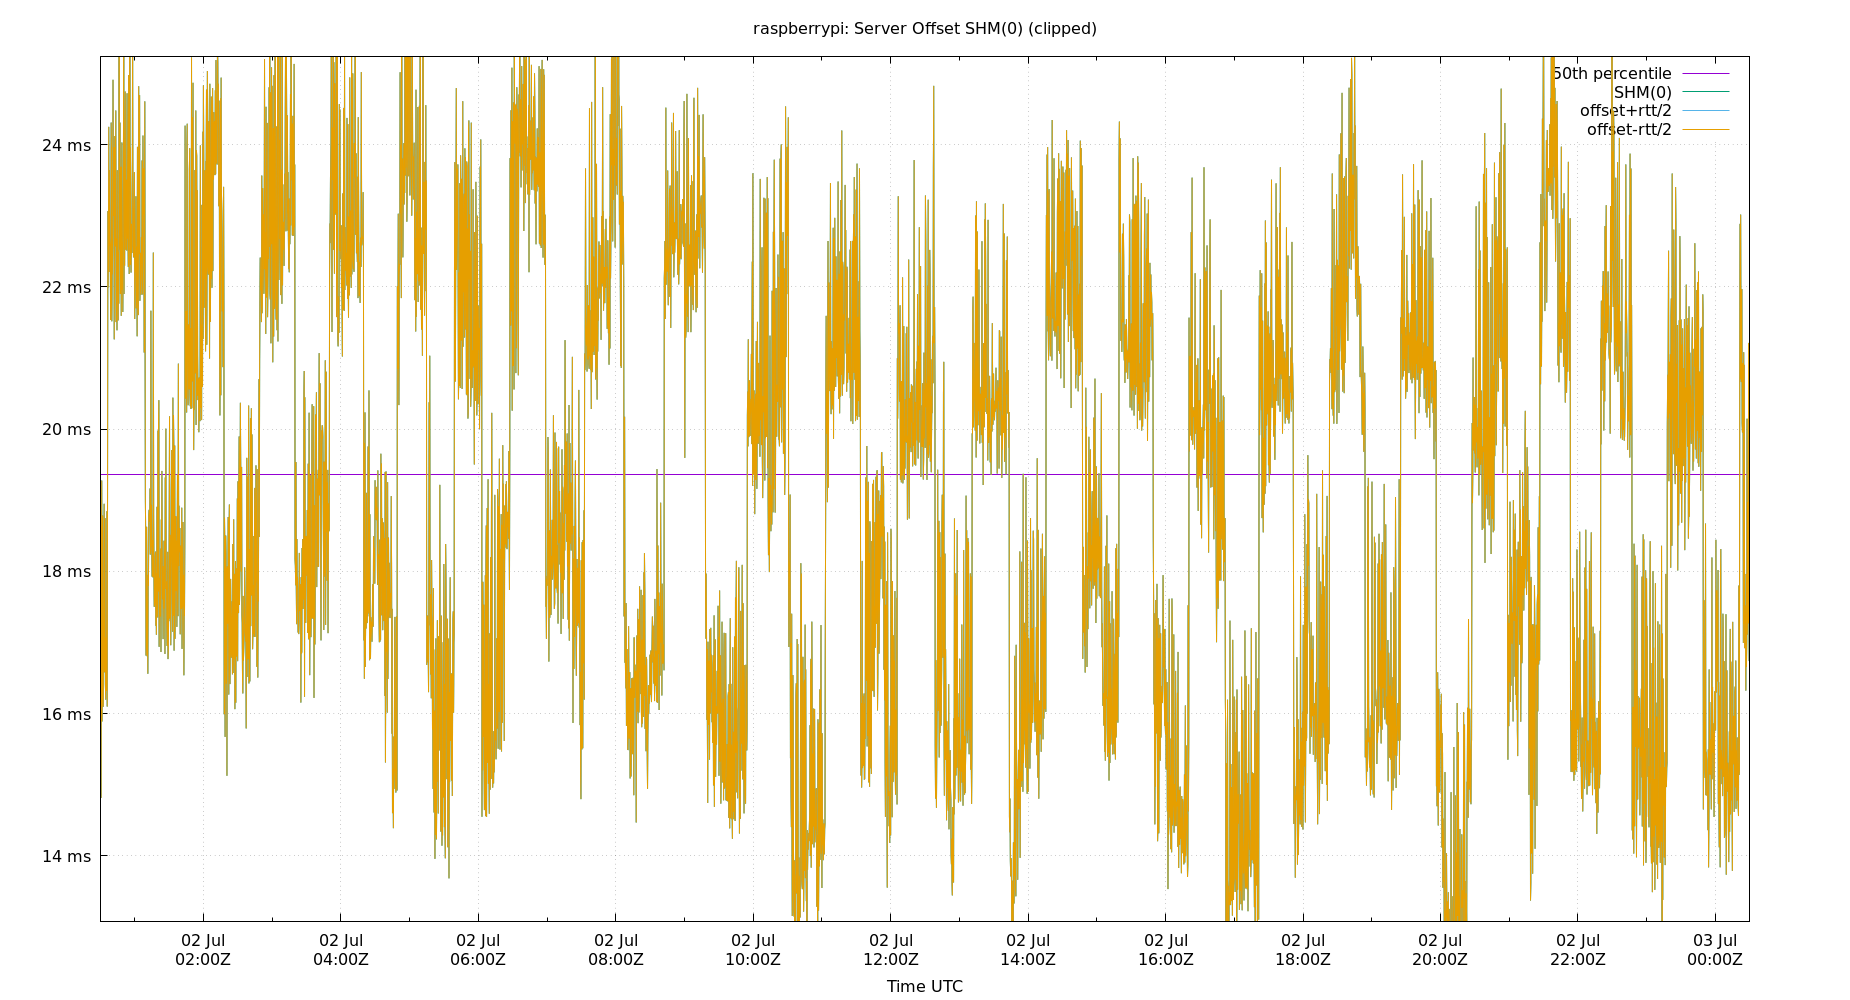 raspberrypi: Server Offset SHM(0) (clipped)
50th percentile
SHM(0)
offset+rtt/2
offset-rtt/2
24 ms
22 ms
20 ms
18 ms
16 ms
14 ms
02 Jul 02 Jul 02 Jul 02 Jul 02 Jul 02 Jul 02 Jul 02 Jul 02 Jul 02 Jul 02 Jul 03 Jul
02:00Z 04:00Z 06:00Z 08:00Z 10:00Z 12:00Z 14:00Z 16:00Z 18:00Z 20:00Z 22:00Z 00:00Z
Time UTC